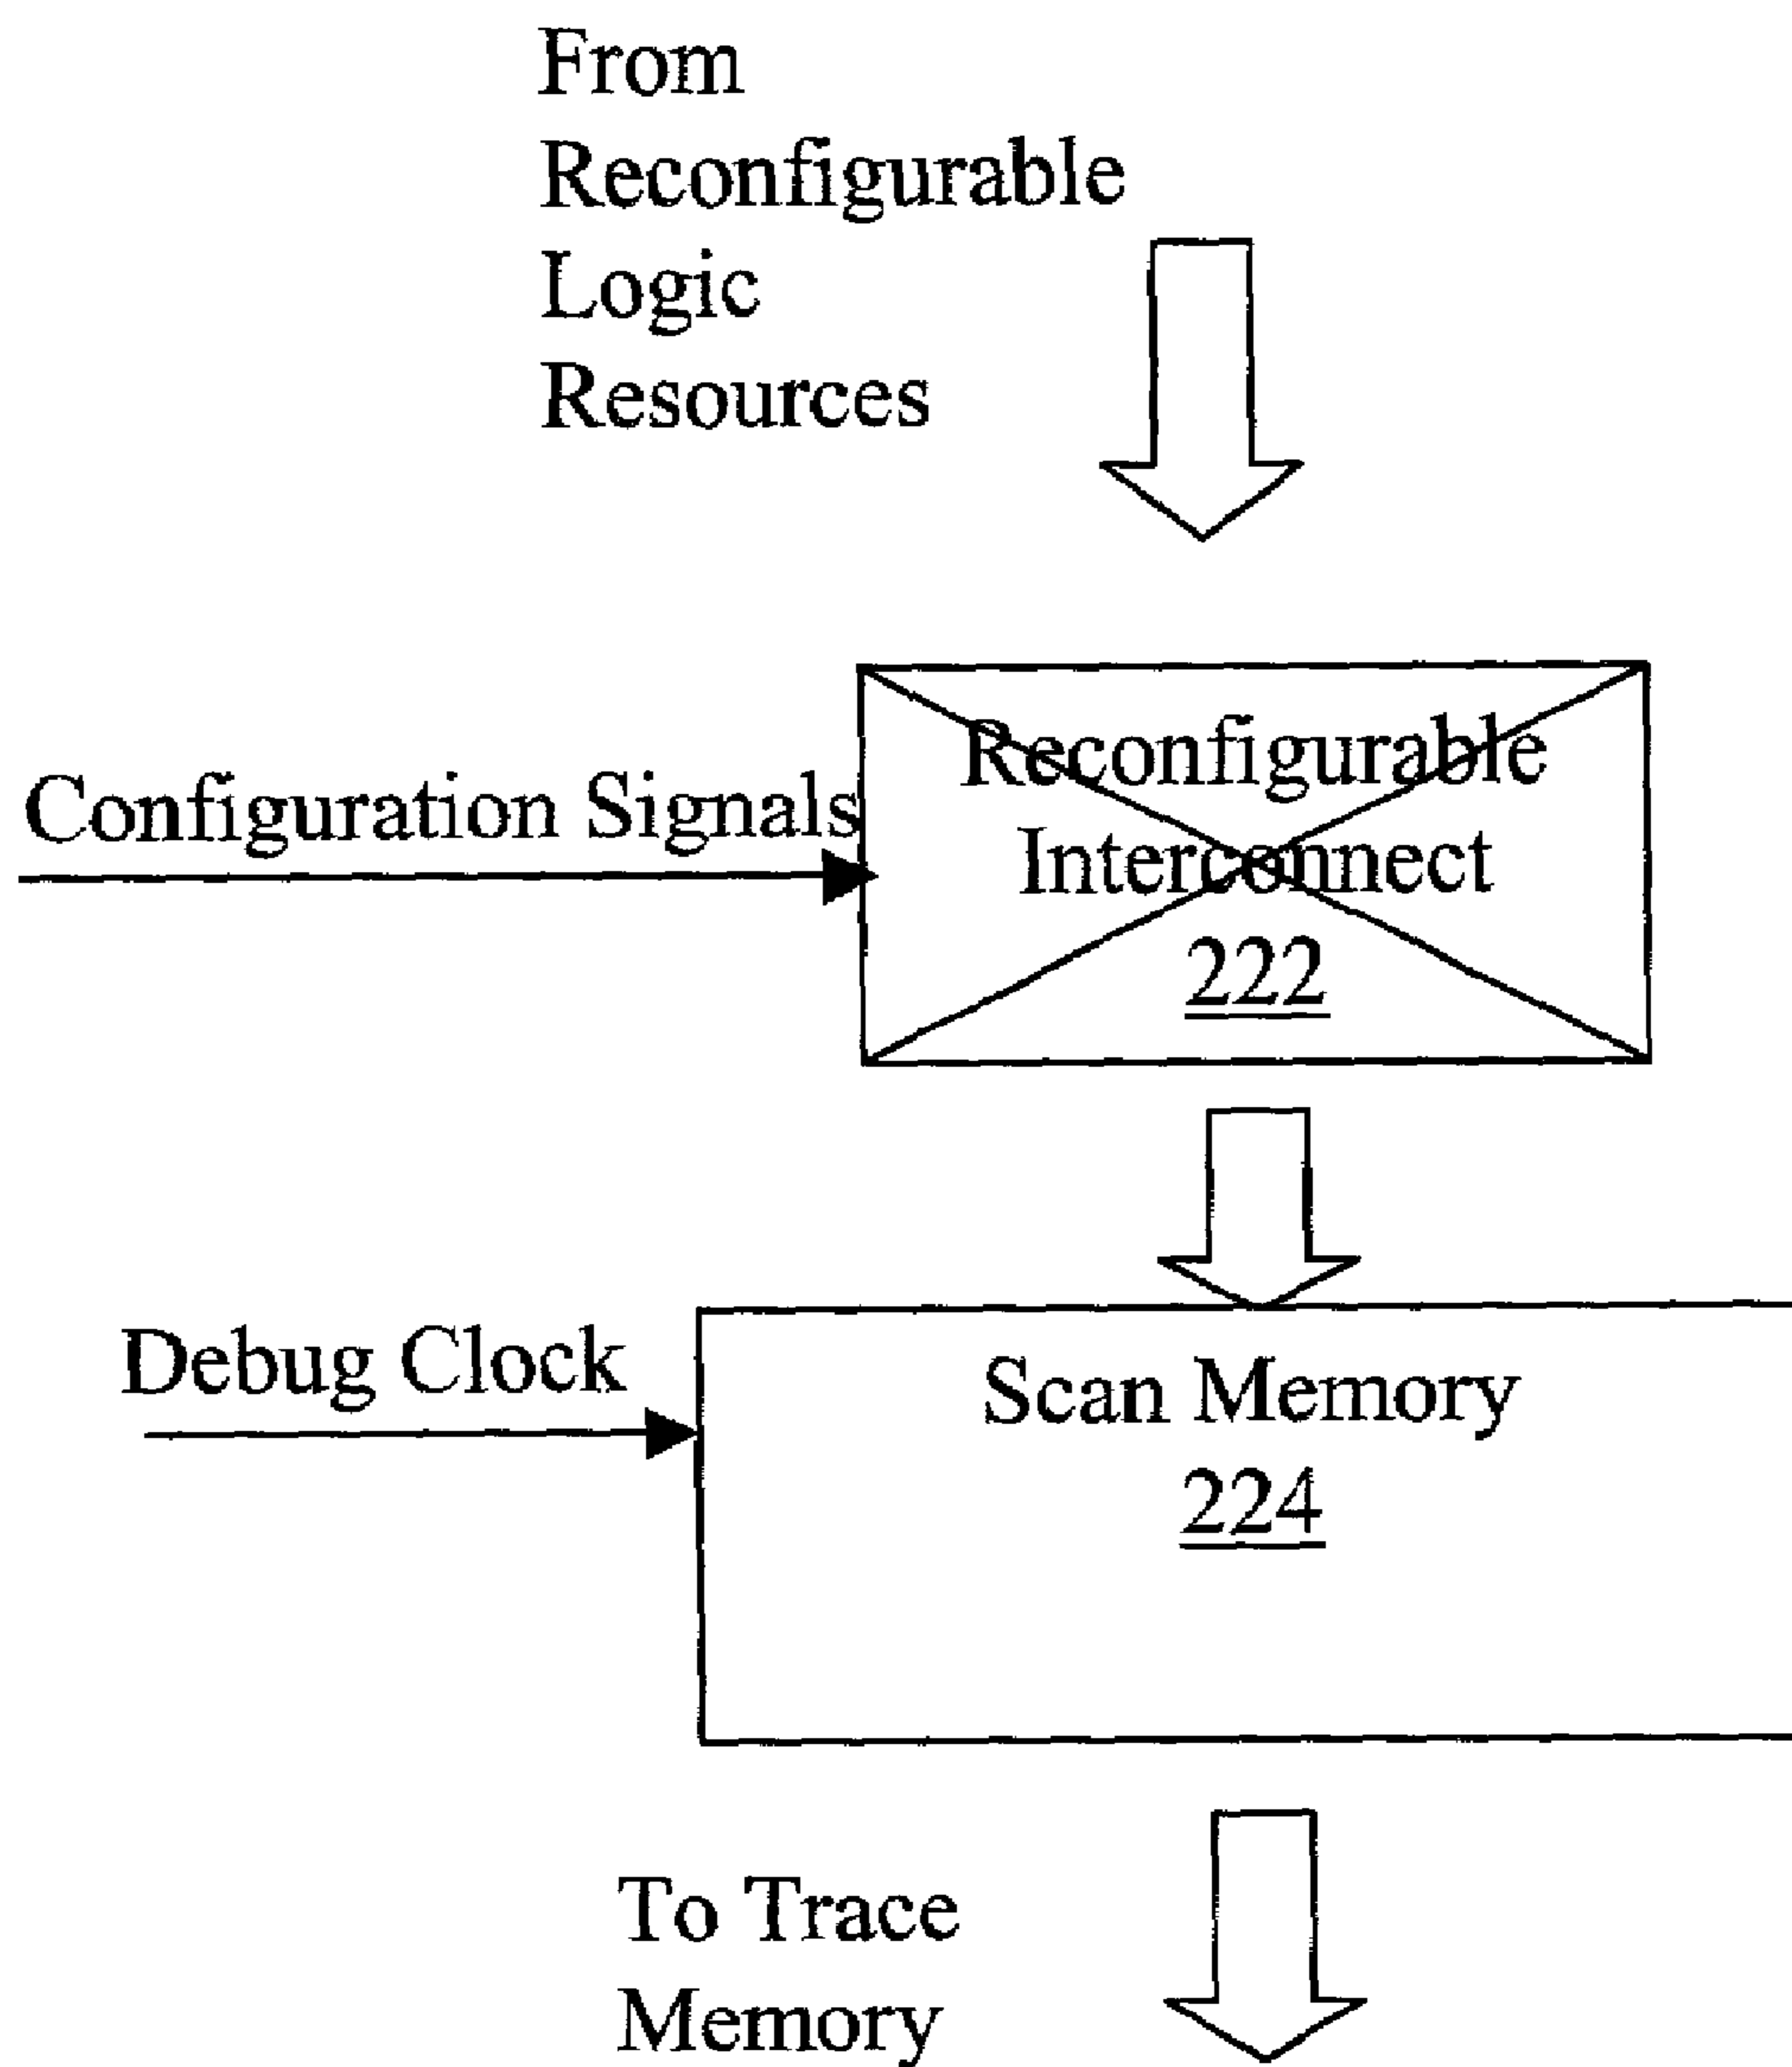 From
Reconfigurable
Logic
Resources
Configuration Signals
Reconfigurable
Interconnect
222
Debug Clock
Scan Memory
224
To Trace
Memory